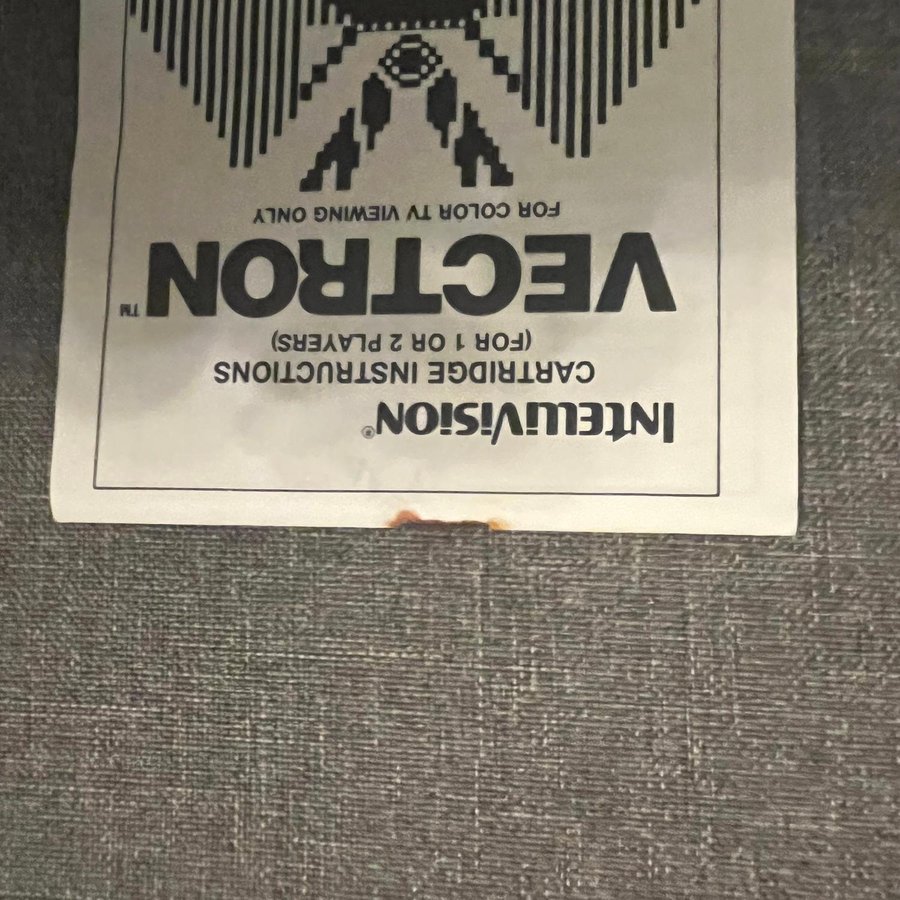 INTELLIVISION®
CARTRIDGE INSTRUCTIONS
(FOR 1 OR 2 PLAYERS)
VECTRON™
FOR COLOR TV VIEWING ONLY